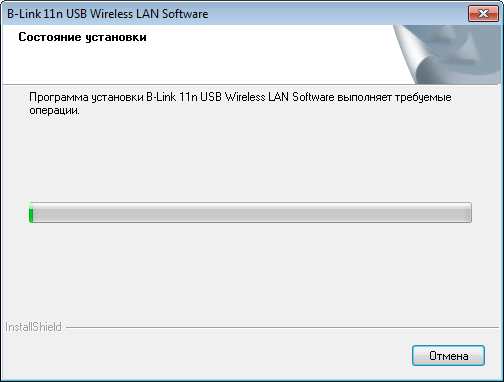 B-Link 11n USB Wireless LAN Software
Состояние установки
Программа установки B-Link 11n USB Wireless LAN Software выполняет требуемые
операции.
InstallShield
Отмена